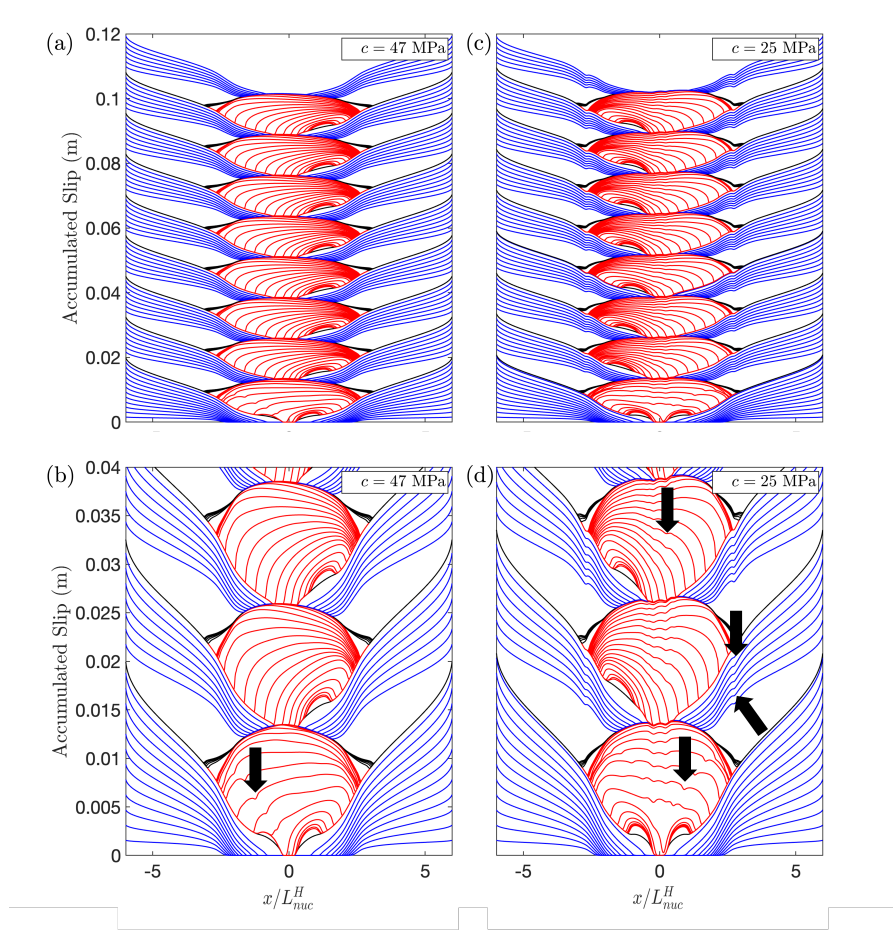 (a)
c = 47 MPa
(c)
c = 25 MPa
0.12
0.1
0.08
0.06
0.04
0.02
0
Accumulated Slip (m)
(b)
c = 47 MPa
(d)
c = 25 MPa
0.04
0.035
0.03
0.025
0.02
0.015
0.01
0.005
0
Accumulated Slip (m)
-5 0 5
-5 0 5
x/L^H_nuc
x/L^H_nuc